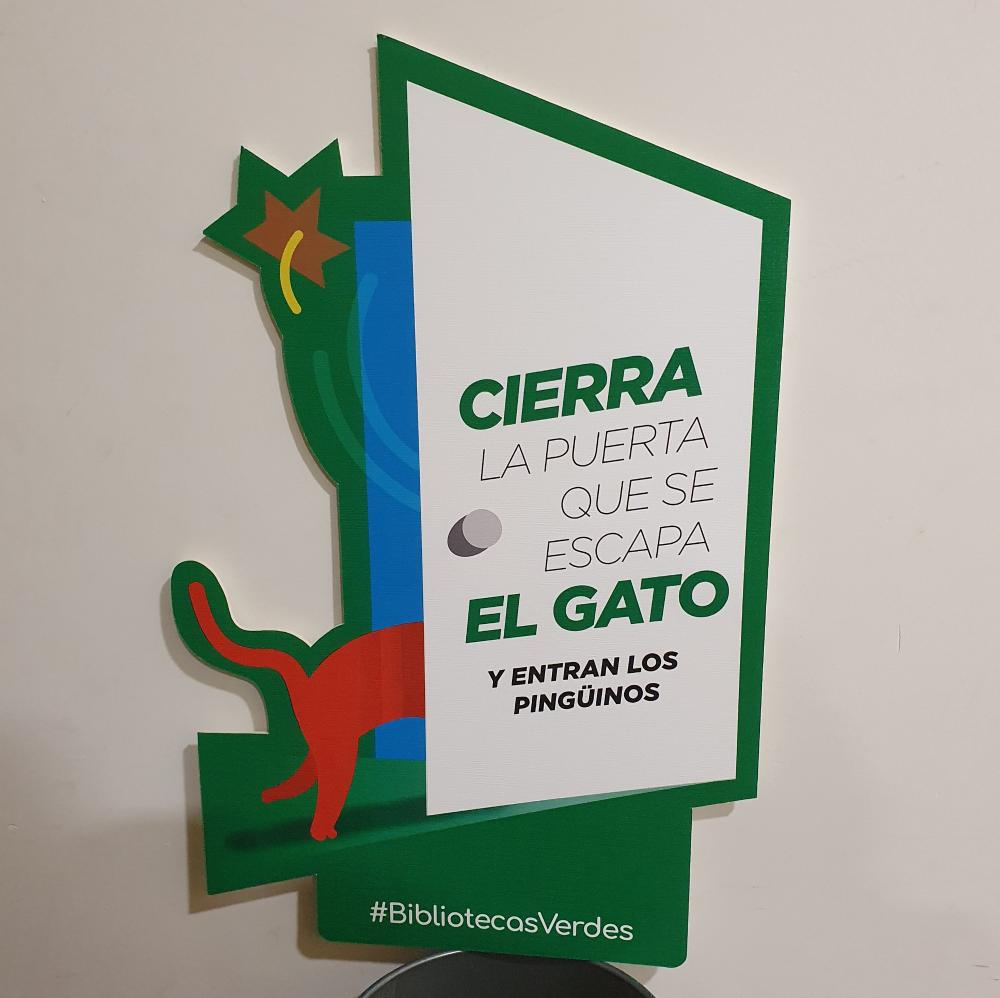 CIERRA
LA PUERTA
QUE SE
ESCAPA
EL GATO
Y ENTRAN LOS
PINGÜINOS
#BibliotecasVerdes